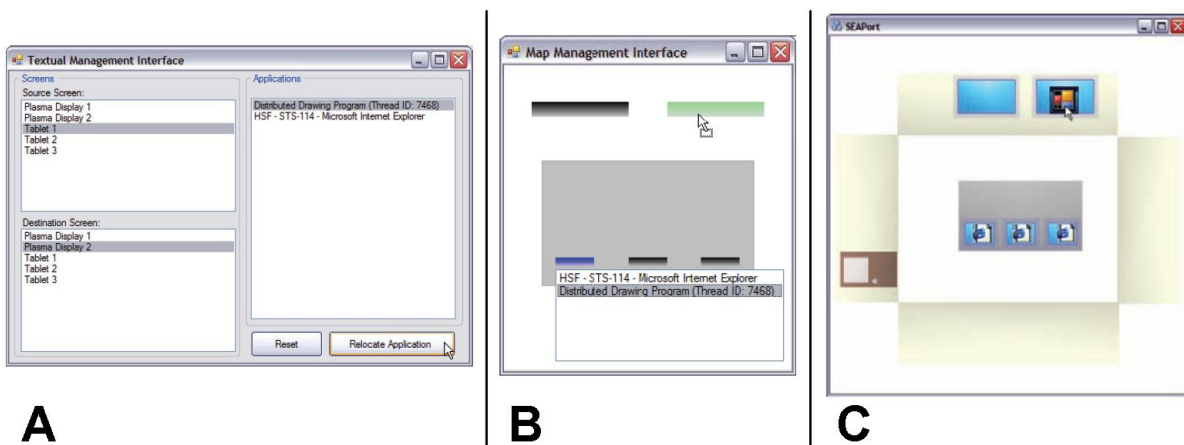 Textual Management Interface
Screens
Source Screen:
Plasma Display 1
Plasma Display 2
Tablet 1
Tablet 2
Tablet 3
Destination Screen:
Plasma Display 1
Plasma Display 2
Tablet 1
Tablet 2
Tablet 3
Applications
Distributed Drawing Program (Thread ID: 7468)
HSF - STS-114 - Microsoft Internet Explorer
Reset
Relocate Application
A
Map Management Interface
HSF - STS-114 - Microsoft Internet Explorer
Distributed Drawing Program (Thread ID: 7468)
B
SEAPort
C